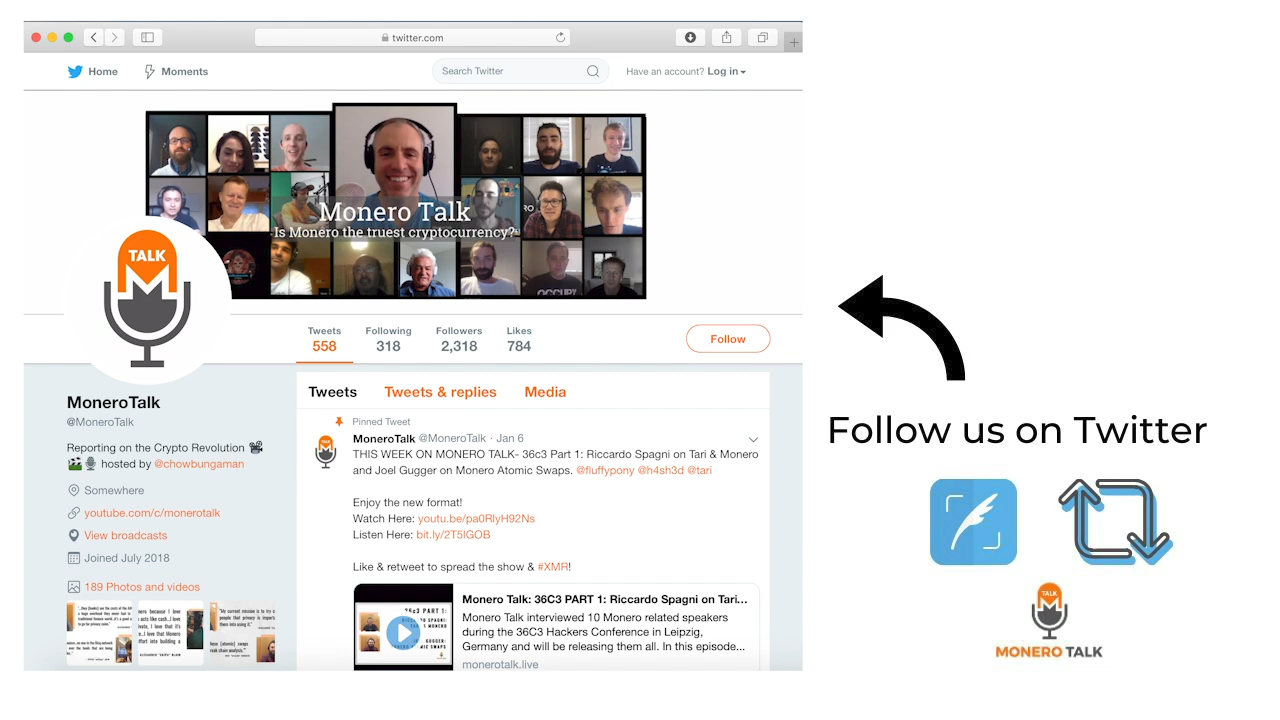 twitter.com
Home
Moments
Search Twitter
Have an account? Log in
Monero Talk
Is Monero the truest cryptocurrency?
OCCUPY
TALK
Tweets Following Followers Likes
558 318 2,318 784
Follow
MoneroTalk
@MoneroTalk
Reporting on the Crypto Revolution 🎥
🎬🎙 hosted by @chowbungaman
Somewhere
youtube.com/c/monerotalk
View broadcasts
Joined July 2018
189 Photos and videos
Tweets Tweets & replies Media
Pinned Tweet
MoneroTalk @MoneroTalk · Jan 6
THIS WEEK ON MONERO TALK- 36c3 Part 1: Riccardo Spagni on Tari & Monero
and Joel Gugger on Monero Atomic Swaps. @fluffypony @h4sh3d @tari
Enjoy the new format!
Watch Here: youtu.be/pa0RlyH92Ns
Listen Here: bit.ly/2T5IGOB
Like & retweet to spread the show & #XMR!
Monero Talk: 36C3 PART 1: Riccardo Spagni on Tari...
Monero Talk interviewed 10 Monero related speakers
during the 36C3 Hackers Conference in Leipzig,
Germany and will be releasing them all. In this episode...
monerotalk.live
Follow us on Twitter
TALK
MONERO TALK